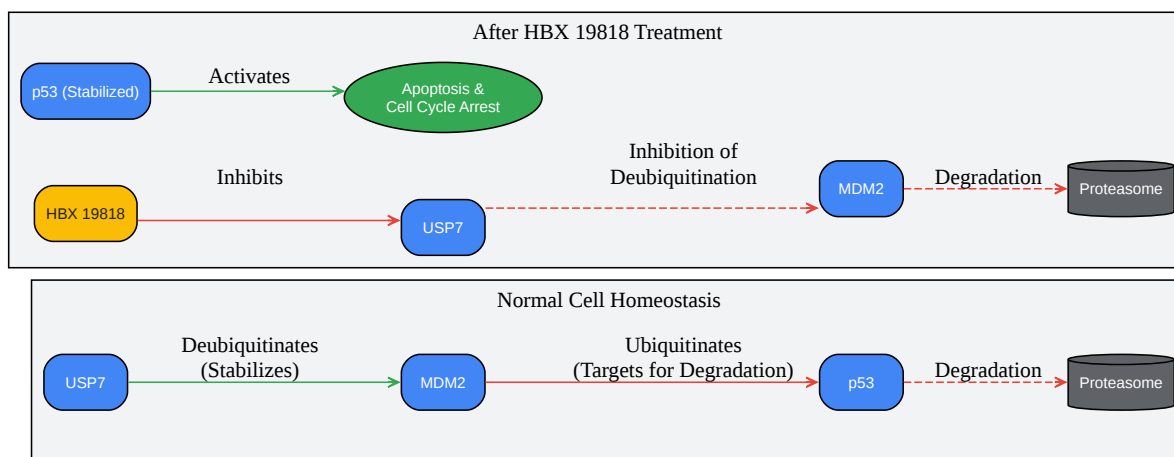 After HBX 19818 Treatment
p53 (Stabilized)
Activates
Apoptosis &
Cell Cycle Arrest
HBX 19818
Inhibits
USP7
Inhibition of
Deubiquitination
MDM2
Degradation
Proteasome
Normal Cell Homeostasis
USP7
Deubiquitinates
(Stabilizes)
MDM2
Ubiquitinates
(Targets for Degradation)
p53
Degradation
Proteasome